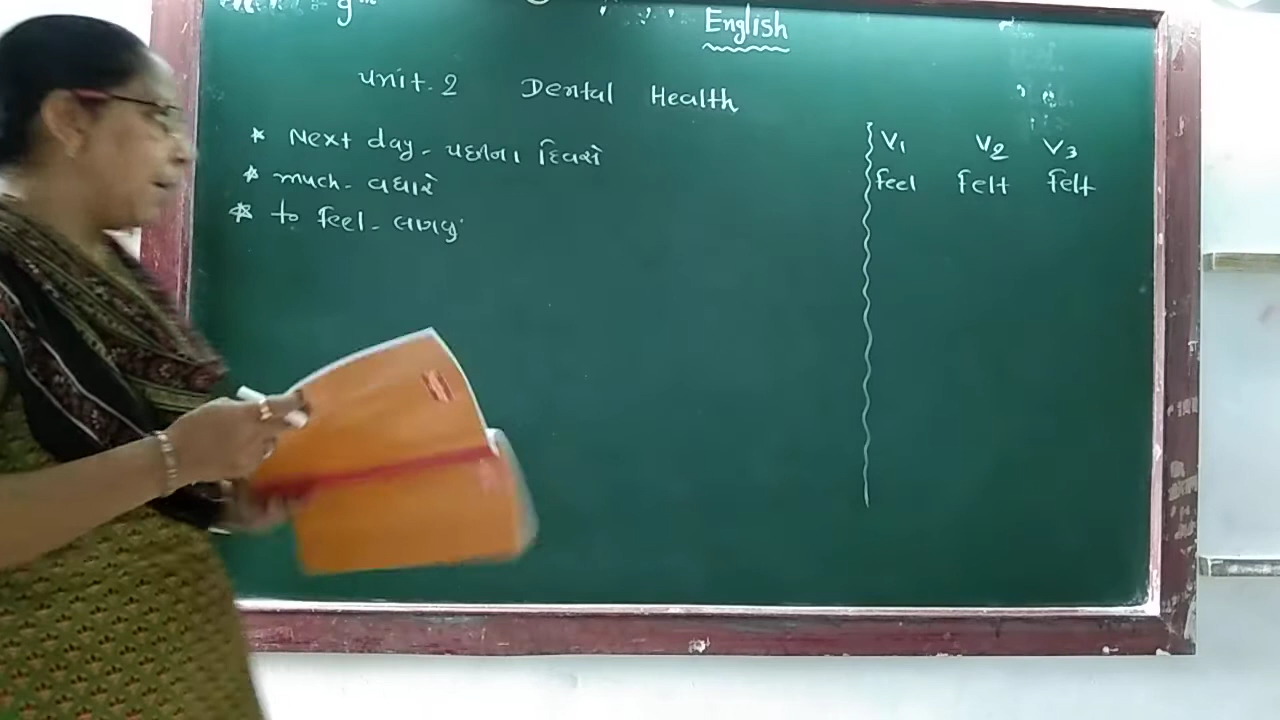 English
Unit. 2 Dental Health
* Next day - પછીના દિવસે
* much - વધારે
* to feel - લાગવું
V1 V2 V3
feel felt felt